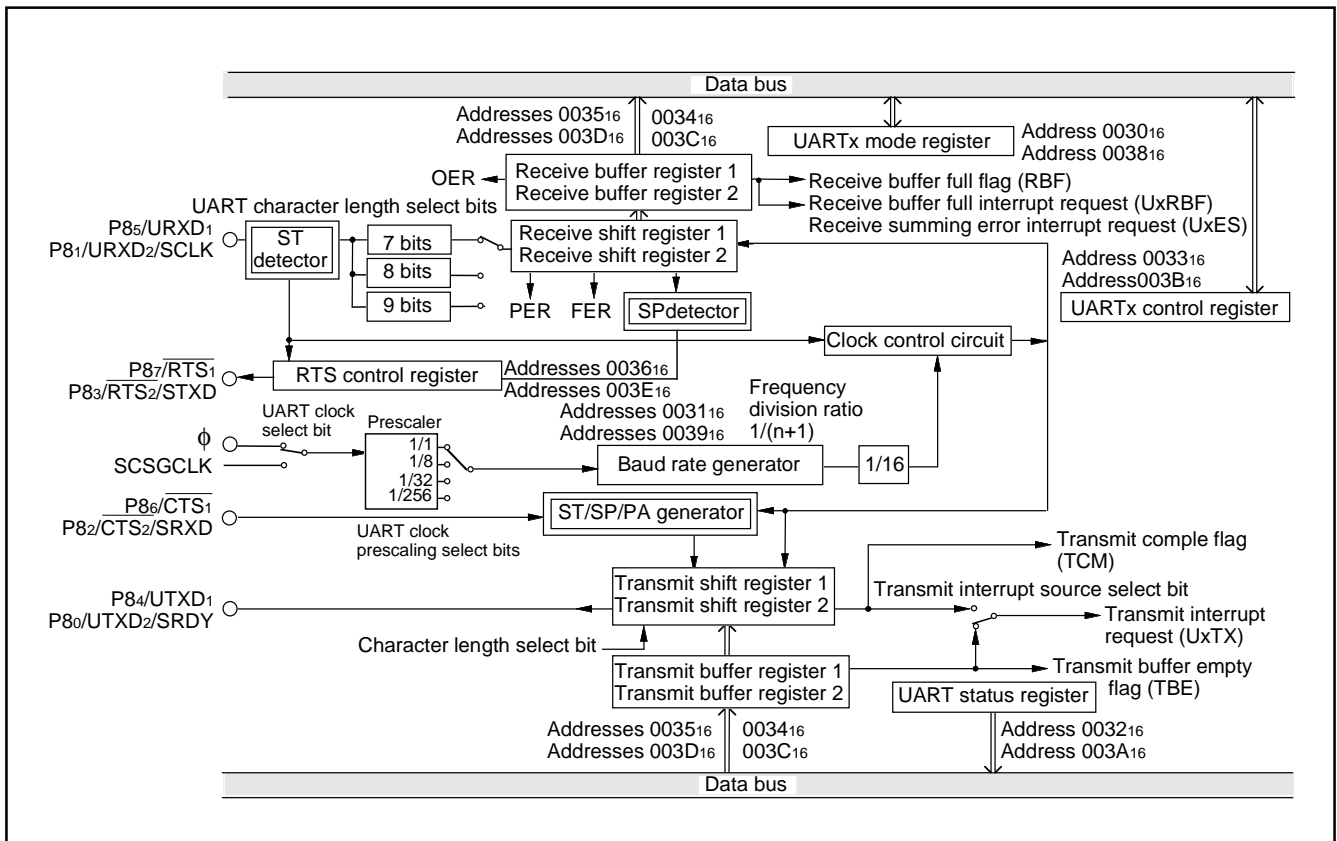 Data bus
Addresses 0035₁₆ 0034₁₆
Addresses 003D₁₆ 003C₁₆
UARTx mode register
Address 0030₁₆
Address 0038₁₆
OER
Receive buffer register 1
Receive buffer register 2
Receive buffer full flag (RBF)
Receive buffer full interrupt request (UxRBF)
Receive summing error interrupt request (UxES)
UART character length select bits
P8₅/URXD₁
P8₁/URXD₂/SCLK
ST
detector
7 bits
8 bits
9 bits
Receive shift register 1
Receive shift register 2
PER
FER
SPdetector
Address 0033₁₆
Address003B₁₆
UARTx control register
Clock control circuit
P8₇/R̅T̅S̅₁
P8₃/R̅T̅S̅₂/STXD
RTS control register
Addresses 0036₁₆
Addresses 003E₁₆
Addresses 0031₁₆
Addresses 0039₁₆
Frequency
division ratio
1/(n+1)
UART clock
select bit
Prescaler
ϕ
SCSGCLK
1/1
1/8
1/32
1/256
Baud rate generator
1/16
P8₆/C̅T̅S̅₁
P8₂/C̅T̅S̅₂/SRXD
UART clock
prescaling select bits
ST/SP/PA generator
Transmit comple flag
(TCM)
P8₄/UTXD₁
P8₀/UTXD₂/SRDY
Transmit shift register 1
Transmit shift register 2
Transmit interrupt source select bit
Transmit interrupt
request (UxTX)
Character length select bit
Transmit buffer register 1
Transmit buffer register 2
Transmit buffer empty
flag (TBE)
UART status register
Addresses 0035₁₆ 0034₁₆
Addresses 003D₁₆ 003C₁₆
Address 0032₁₆
Address 003A₁₆
Data bus